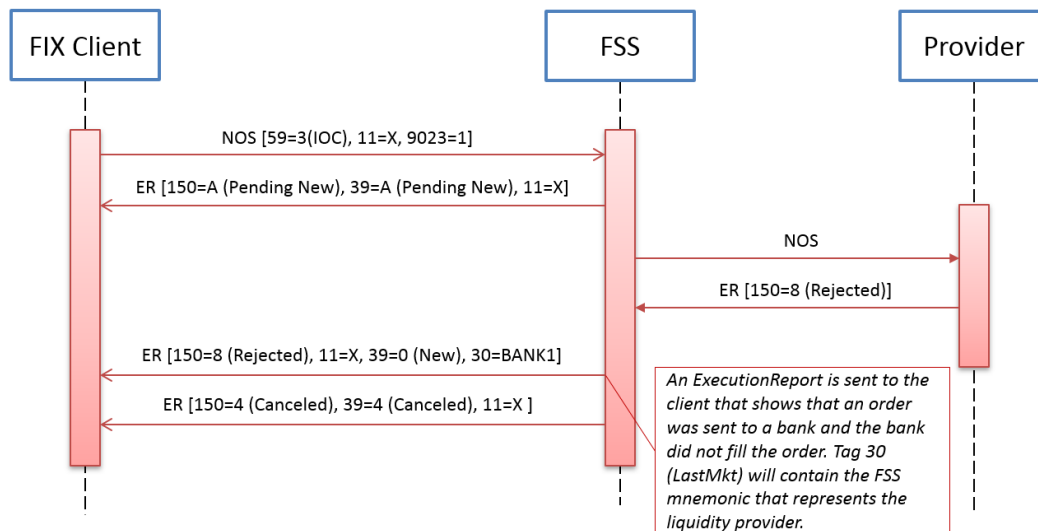 FIX Client
FSS
Provider
NOS [59=3(IOC), 11=X, 9023=1]
ER [150=A (Pending New), 39=A (Pending New), 11=X]
NOS
ER [150=8 (Rejected)]
ER [150=8 (Rejected), 11=X, 39=0 (New), 30=BANK1]
ER [150=4 (Canceled), 39=4 (Canceled), 11=X ]
An ExecutionReport is sent to the
client that shows that an order
was sent to a bank and the bank
did not fill the order. Tag 30
(LastMkt) will contain the FSS
mnemonic that represents the
liquidity provider.